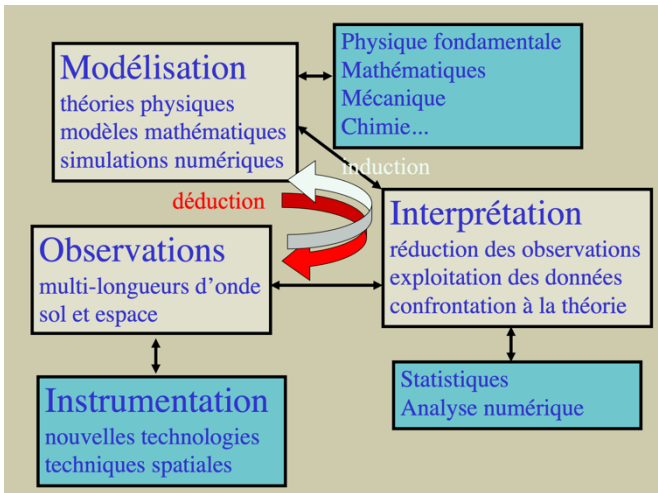 Modélisation
théories physiques
modèles mathématiques
simulations numériques
Physique fondamentale
Mathématiques
Mécanique
Chimie...
induction
déduction
Observations
multi-longueurs d’onde
sol et espace
Interprétation
réduction des observations
exploitation des données
confrontation à la théorie
Instrumentation
nouvelles technologies
techniques spatiales
Statistiques
Analyse numérique